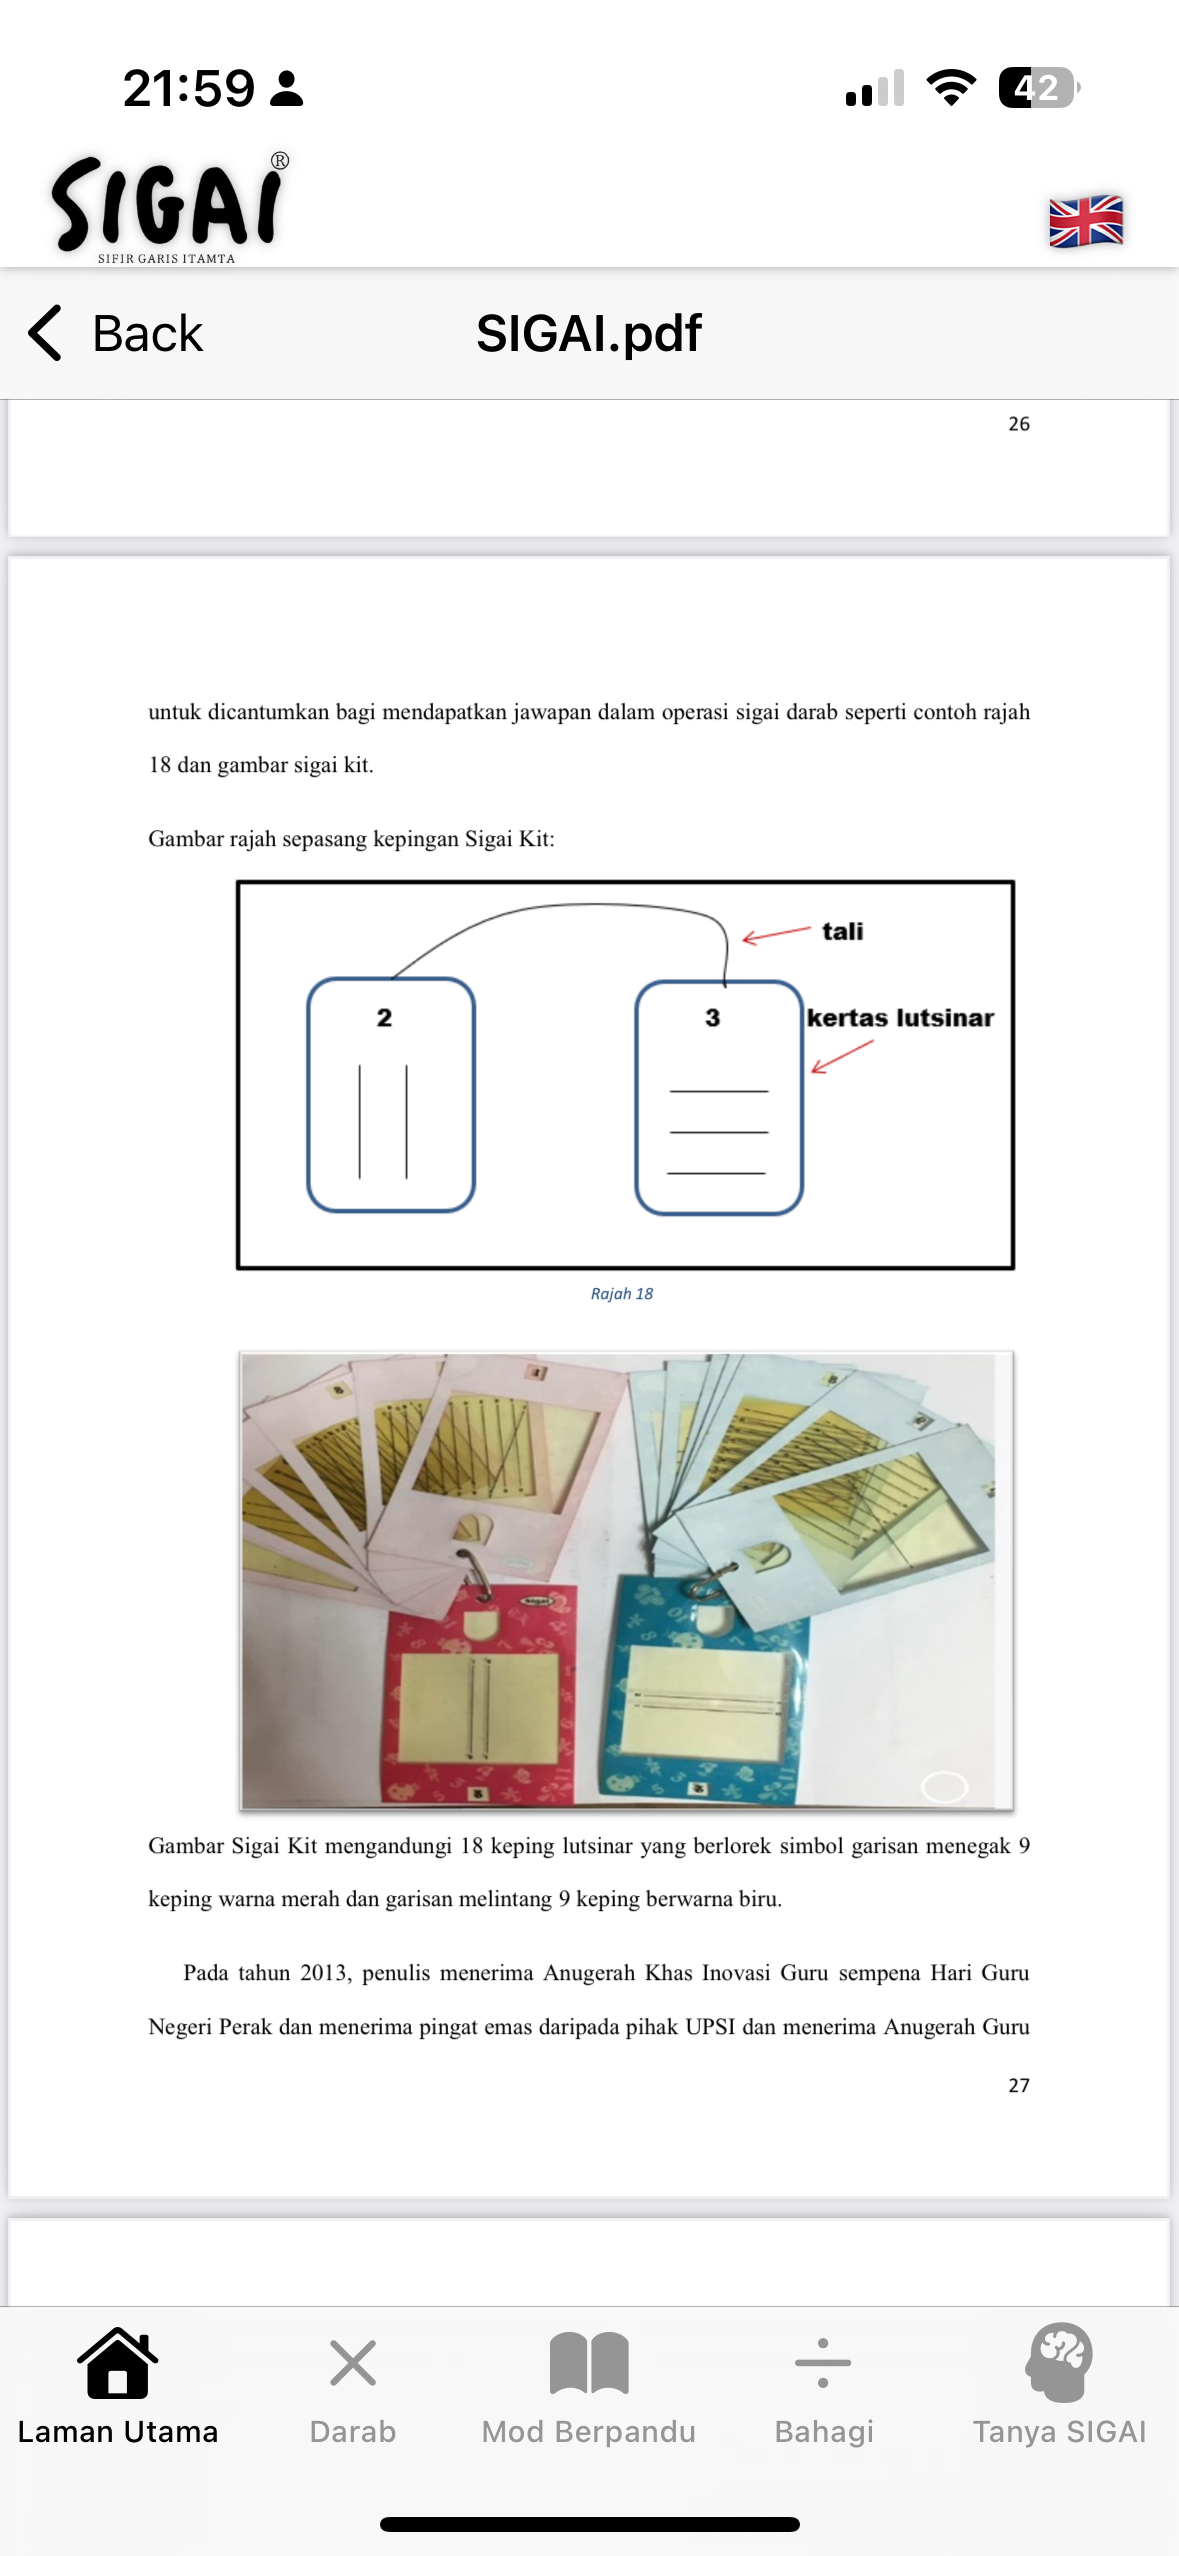 21:59
42
SIGAI®
SIFIR GARIS ITAMTA
Back
SIGAI.pdf
26
untuk dicantumkan bagi mendapatkan jawapan dalam operasi sigai darab seperti contoh rajah
18 dan gambar sigai kit.
Gambar rajah sepasang kepingan Sigai Kit:
tali
2
3
kertas lutsinar
Rajah 18
Sigai
Gambar Sigai Kit mengandungi 18 keping lutsinar yang berlorek simbol garisan menegak 9
keping warna merah dan garisan melintang 9 keping berwarna biru.
Pada tahun 2013, penulis menerima Anugerah Khas Inovasi Guru sempena Hari Guru
Negeri Perak dan menerima pingat emas daripada pihak UPSI dan menerima Anugerah Guru
27
Laman Utama
Darab
Mod Berpandu
Bahagi
Tanya SIGAI